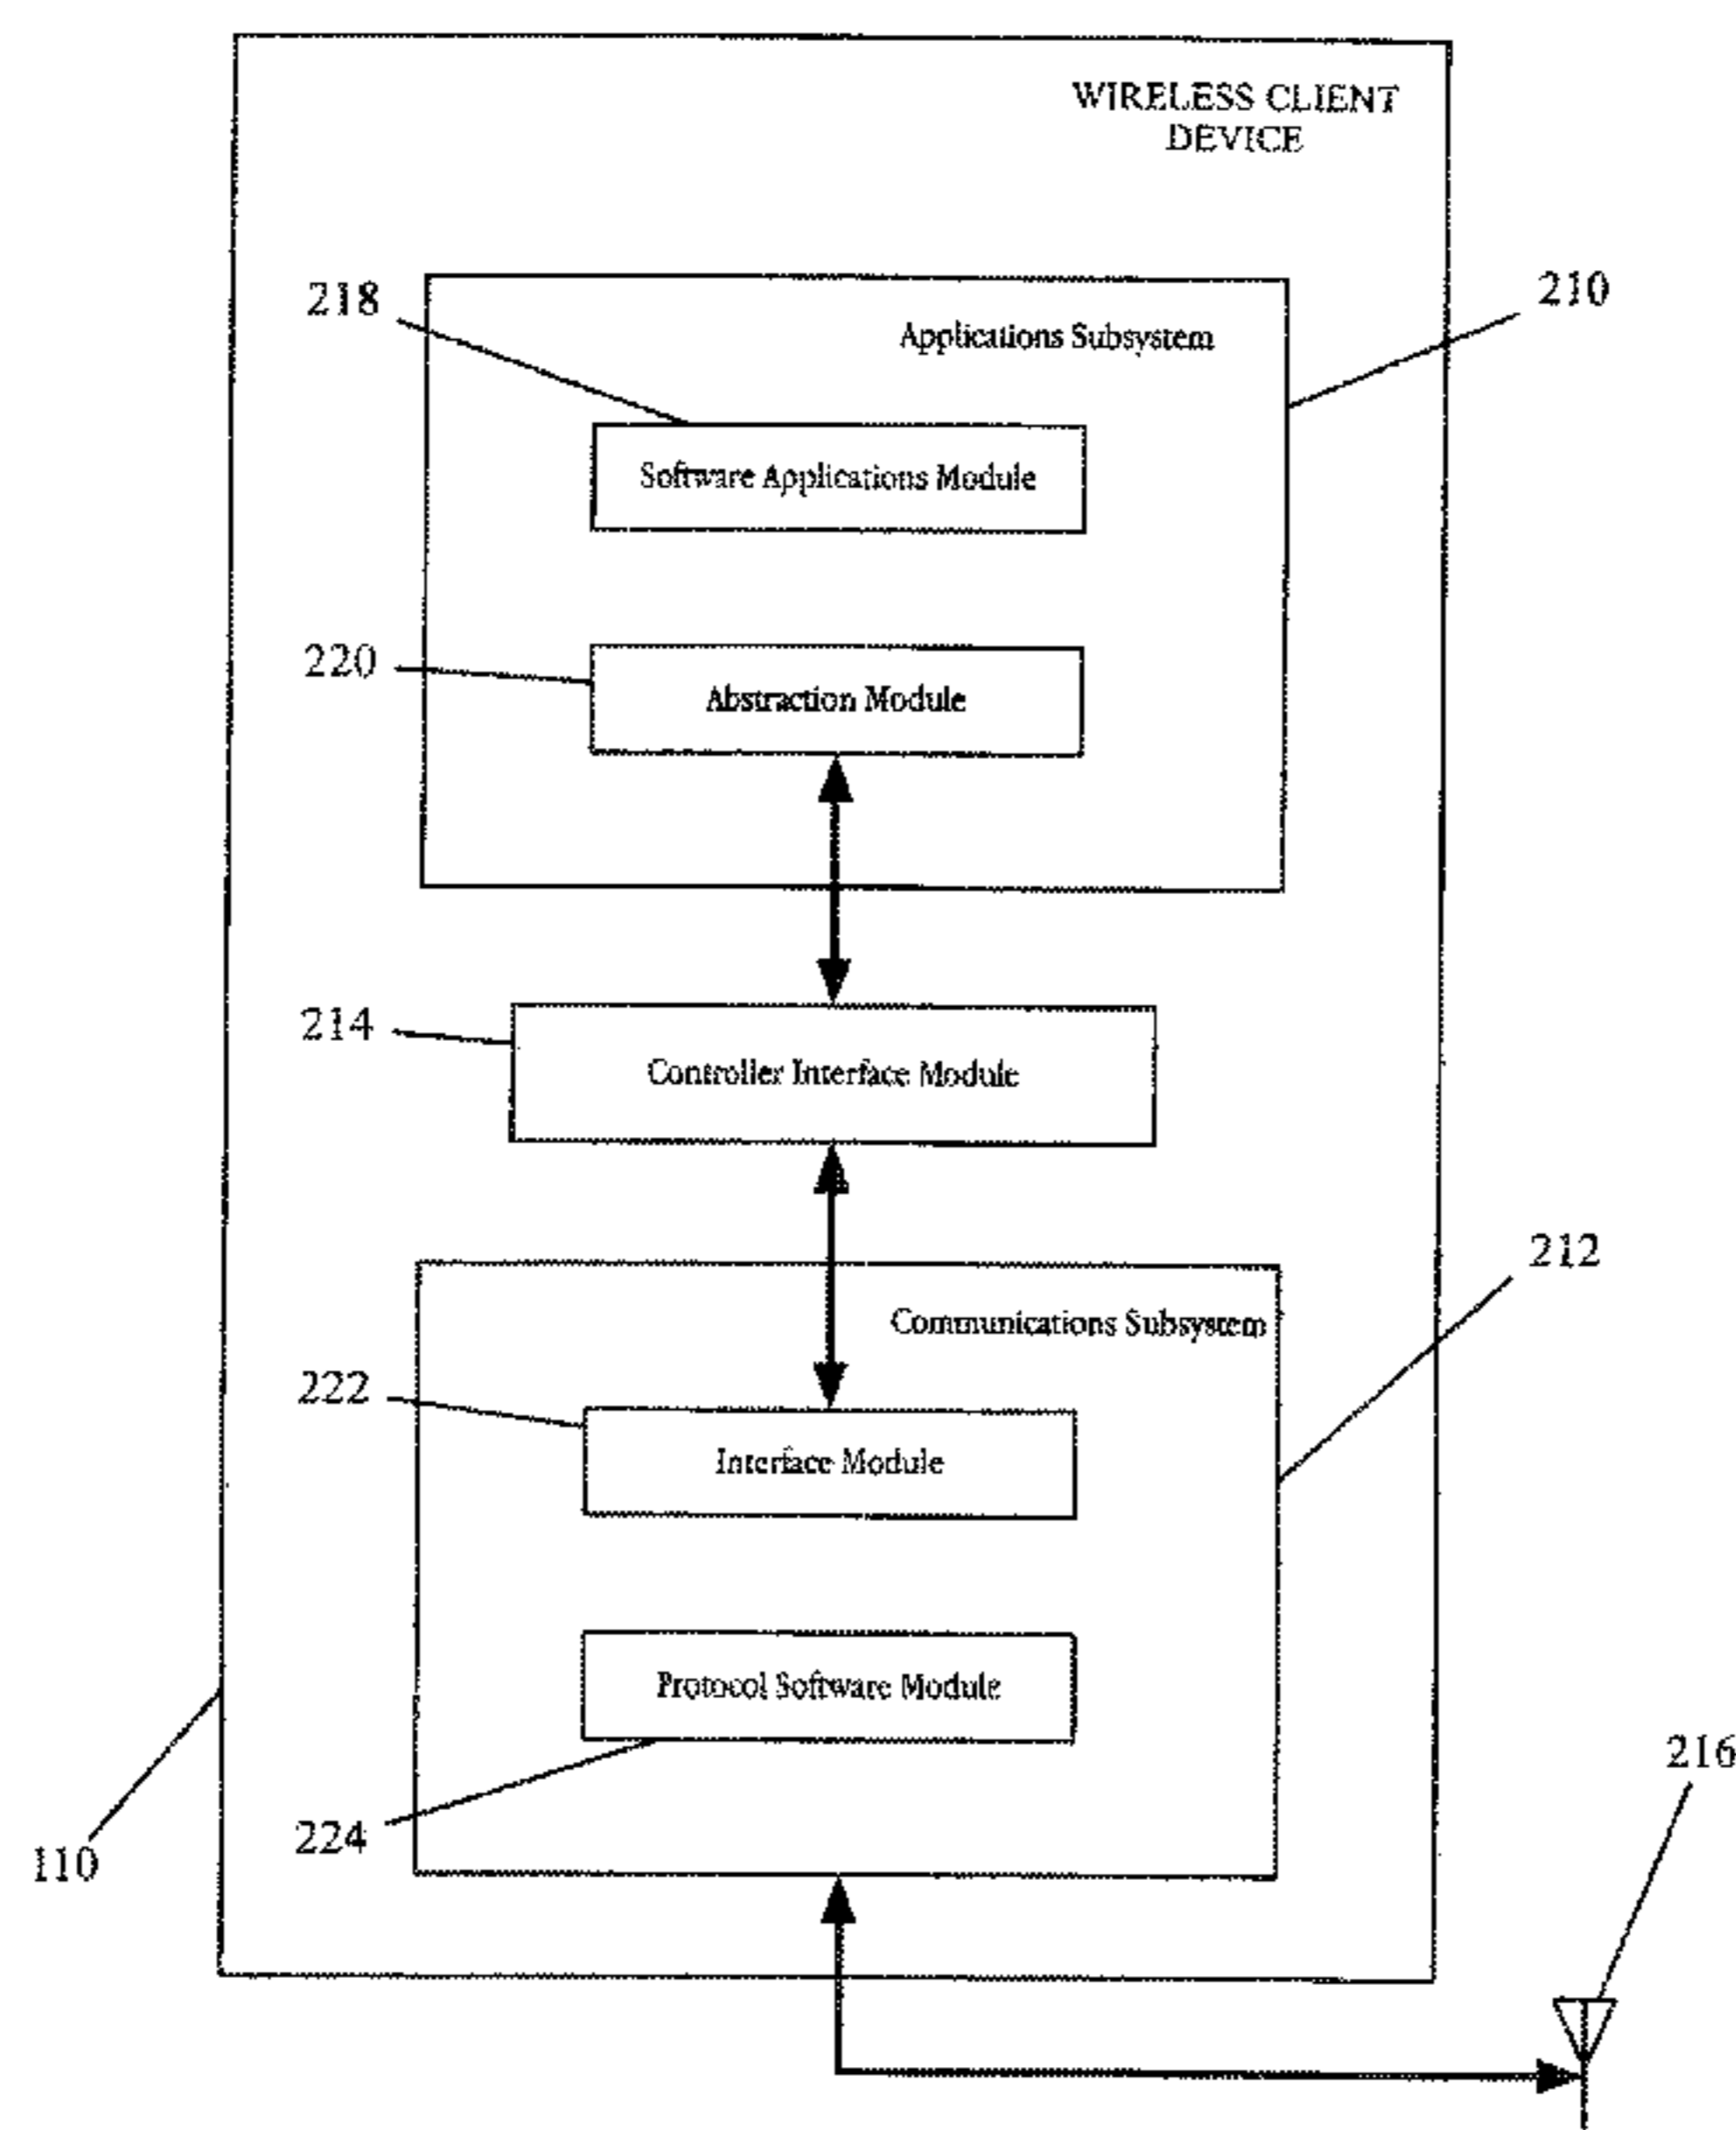 WIRELESS CLIENT
DEVICE
218
210
Applications Subsystem
Software Applications Module
220
Abstraction Module
214
Controller Interface Module
212
Communications Subsystem
222
Interface Module
Protocol Software Module
216
224
110